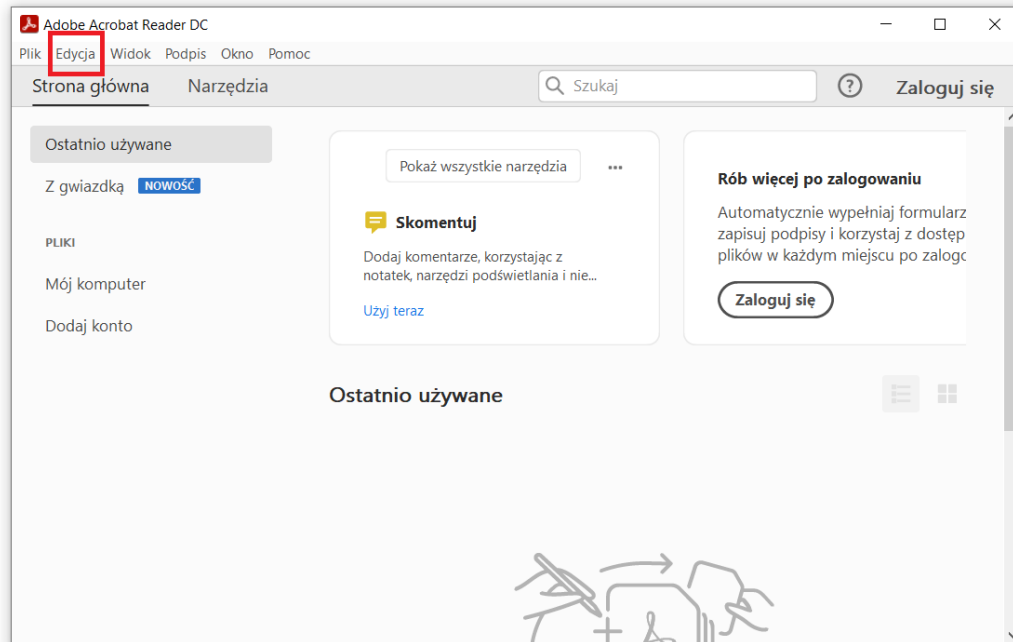 Adobe Acrobat Reader DC
Plik Edycja Widok Podpis Okno Pomoc
Strona główna Narzędzia Szukaj ? Zaloguj się
Ostatnio używane
Z gwiazdką NOWOŚĆ
PLIKI
Mój komputer
Dodaj konto
Pokaż wszystkie narzędzia
Skomentuj
Dodaj komentarze, korzystając z
notatek, narzędzi podświetlania i nie...
Użyj teraz
Rób więcej po zalogowaniu
Automatycznie wypełniaj formularz
zapisuj podpisy i korzystaj z dostęp
plików w każdym miejscu po zalogo
Zaloguj się
Ostatnio używane